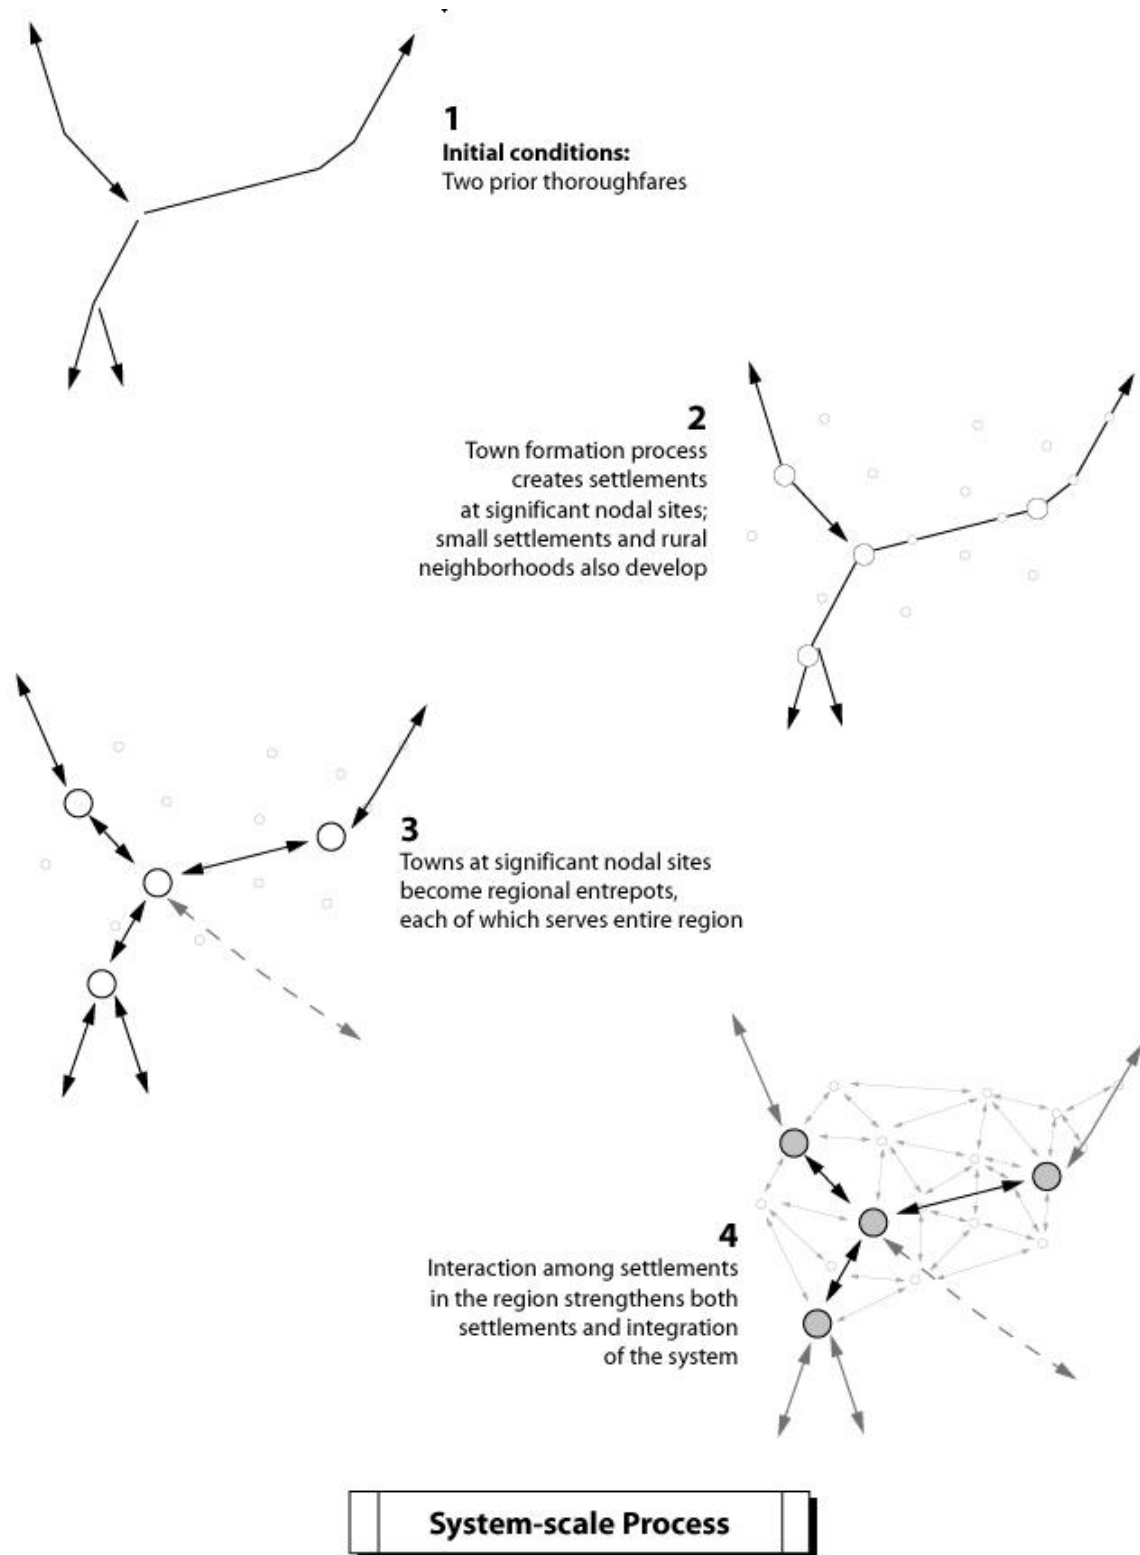 1
Initial conditions:
Two prior thoroughfares
2
Town formation process
creates settlements
at significant nodal sites;
small settlements and rural
neighborhoods also develop
3
Towns at significant nodal sites
become regional entrepots,
each of which serves entire region
4
Interaction among settlements
in the region strengthens both
settlements and integration
of the system
System-scale Process